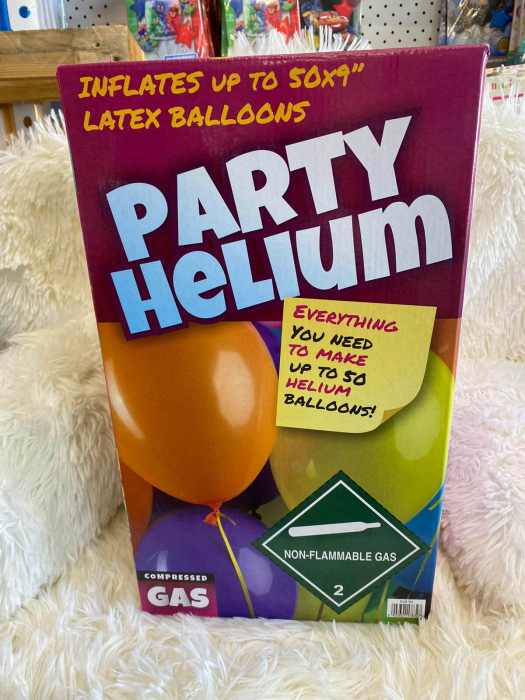 INFLATES UP TO 50X9"
LATEX BALLOONS
PARTY
HeLIUM
EVERYTHING
YOU NEED
TO MAKE
UP TO 50
HELIUM
BALLOONS!
NON-FLAMMABLE GAS
2
COMPRESSED
GAS